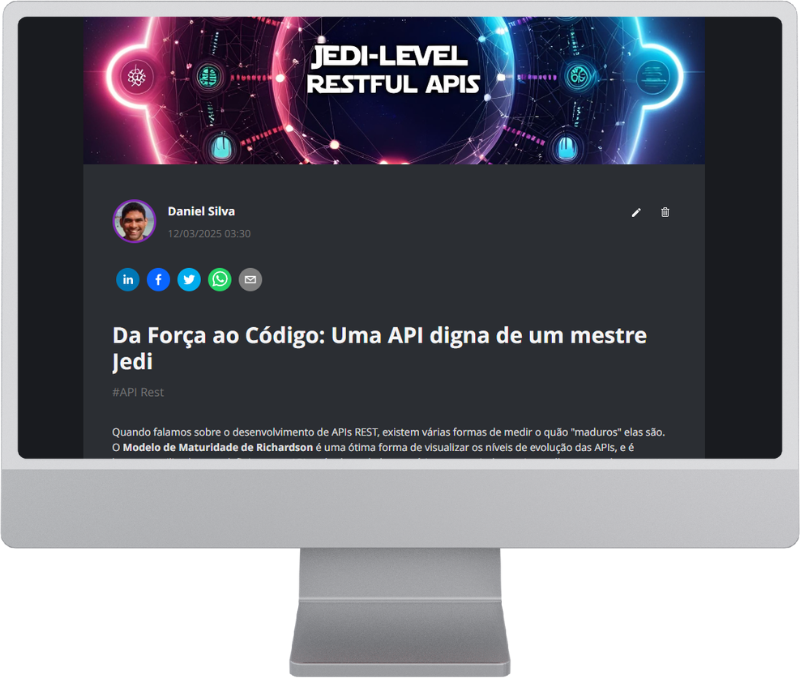 JEDI-LEVEL
RESTFUL APIS
Daniel Silva
12/03/2025 03:30
in
f
Da Força ao Código: Uma API digna de um mestre
Jedi
#API Rest
Quando falamos sobre o desenvolvimento de APIs REST, existem várias formas de medir o quão "maduros" elas são.
O Modelo de Maturidade de Richardson é uma ótima forma de visualizar os níveis de evolução das APIs, e é